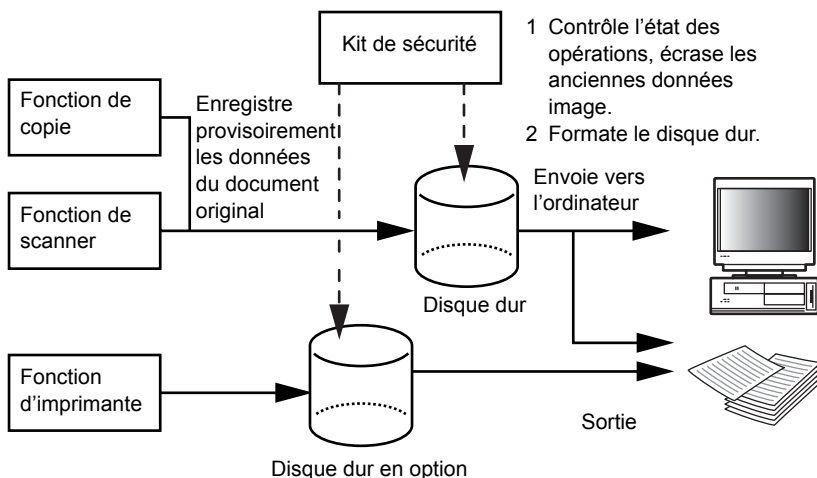 Kit de sécurité
1 Contrôle l’état des
opérations, écrase les
anciennes données
image.
2 Formate le disque dur.
Fonction de
copie
Enregistre
provisoirement
les données
du document
original
Fonction de
scanner
Envoie vers
l’ordinateur
Disque dur
Fonction
d’imprimante
Sortie
Disque dur en option